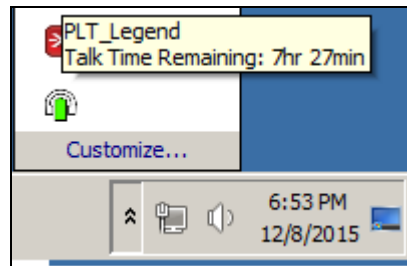 PLT_Legend
Talk Time Remaining: 7hr 27min
Customize...
6:53 PM
12/8/2015